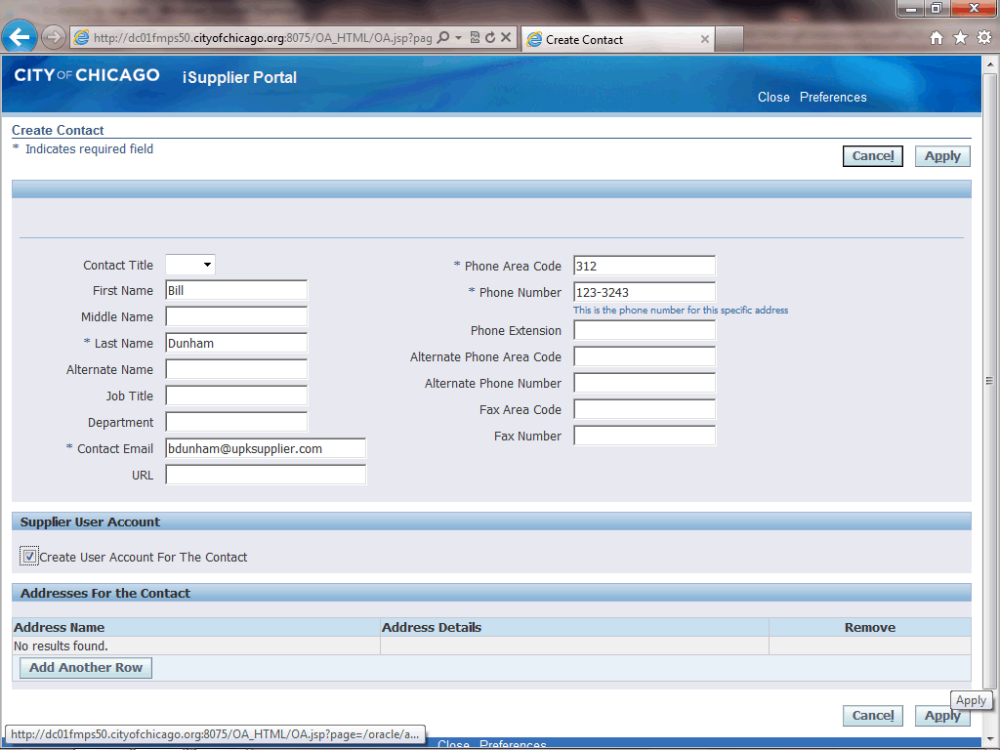 http://dc01fmps50.cityofchicago.org:8075/OA_HTML/OA.jsp?pag
Create Contact
CITY OF CHICAGO iSupplier Portal
Close Preferences
Create Contact
* Indicates required field
Cancel Apply
Contact Title
First Name Bill
Middle Name
* Last Name Dunham
Alternate Name
Job Title
Department
* Contact Email bdunham@upksupplier.com
URL
* Phone Area Code 312
* Phone Number 123-3243
This is the phone number for this specific address
Phone Extension
Alternate Phone Area Code
Alternate Phone Number
Fax Area Code
Fax Number
Supplier User Account
Create User Account For The Contact
Addresses For the Contact
Address Name Address Details Remove
No results found.
Add Another Row
Apply
Cancel Apply
http://dc01fmps50.cityofchicago.org:8075/OA_HTML/OA.jsp?page=/oracle/a...
Close Preferences